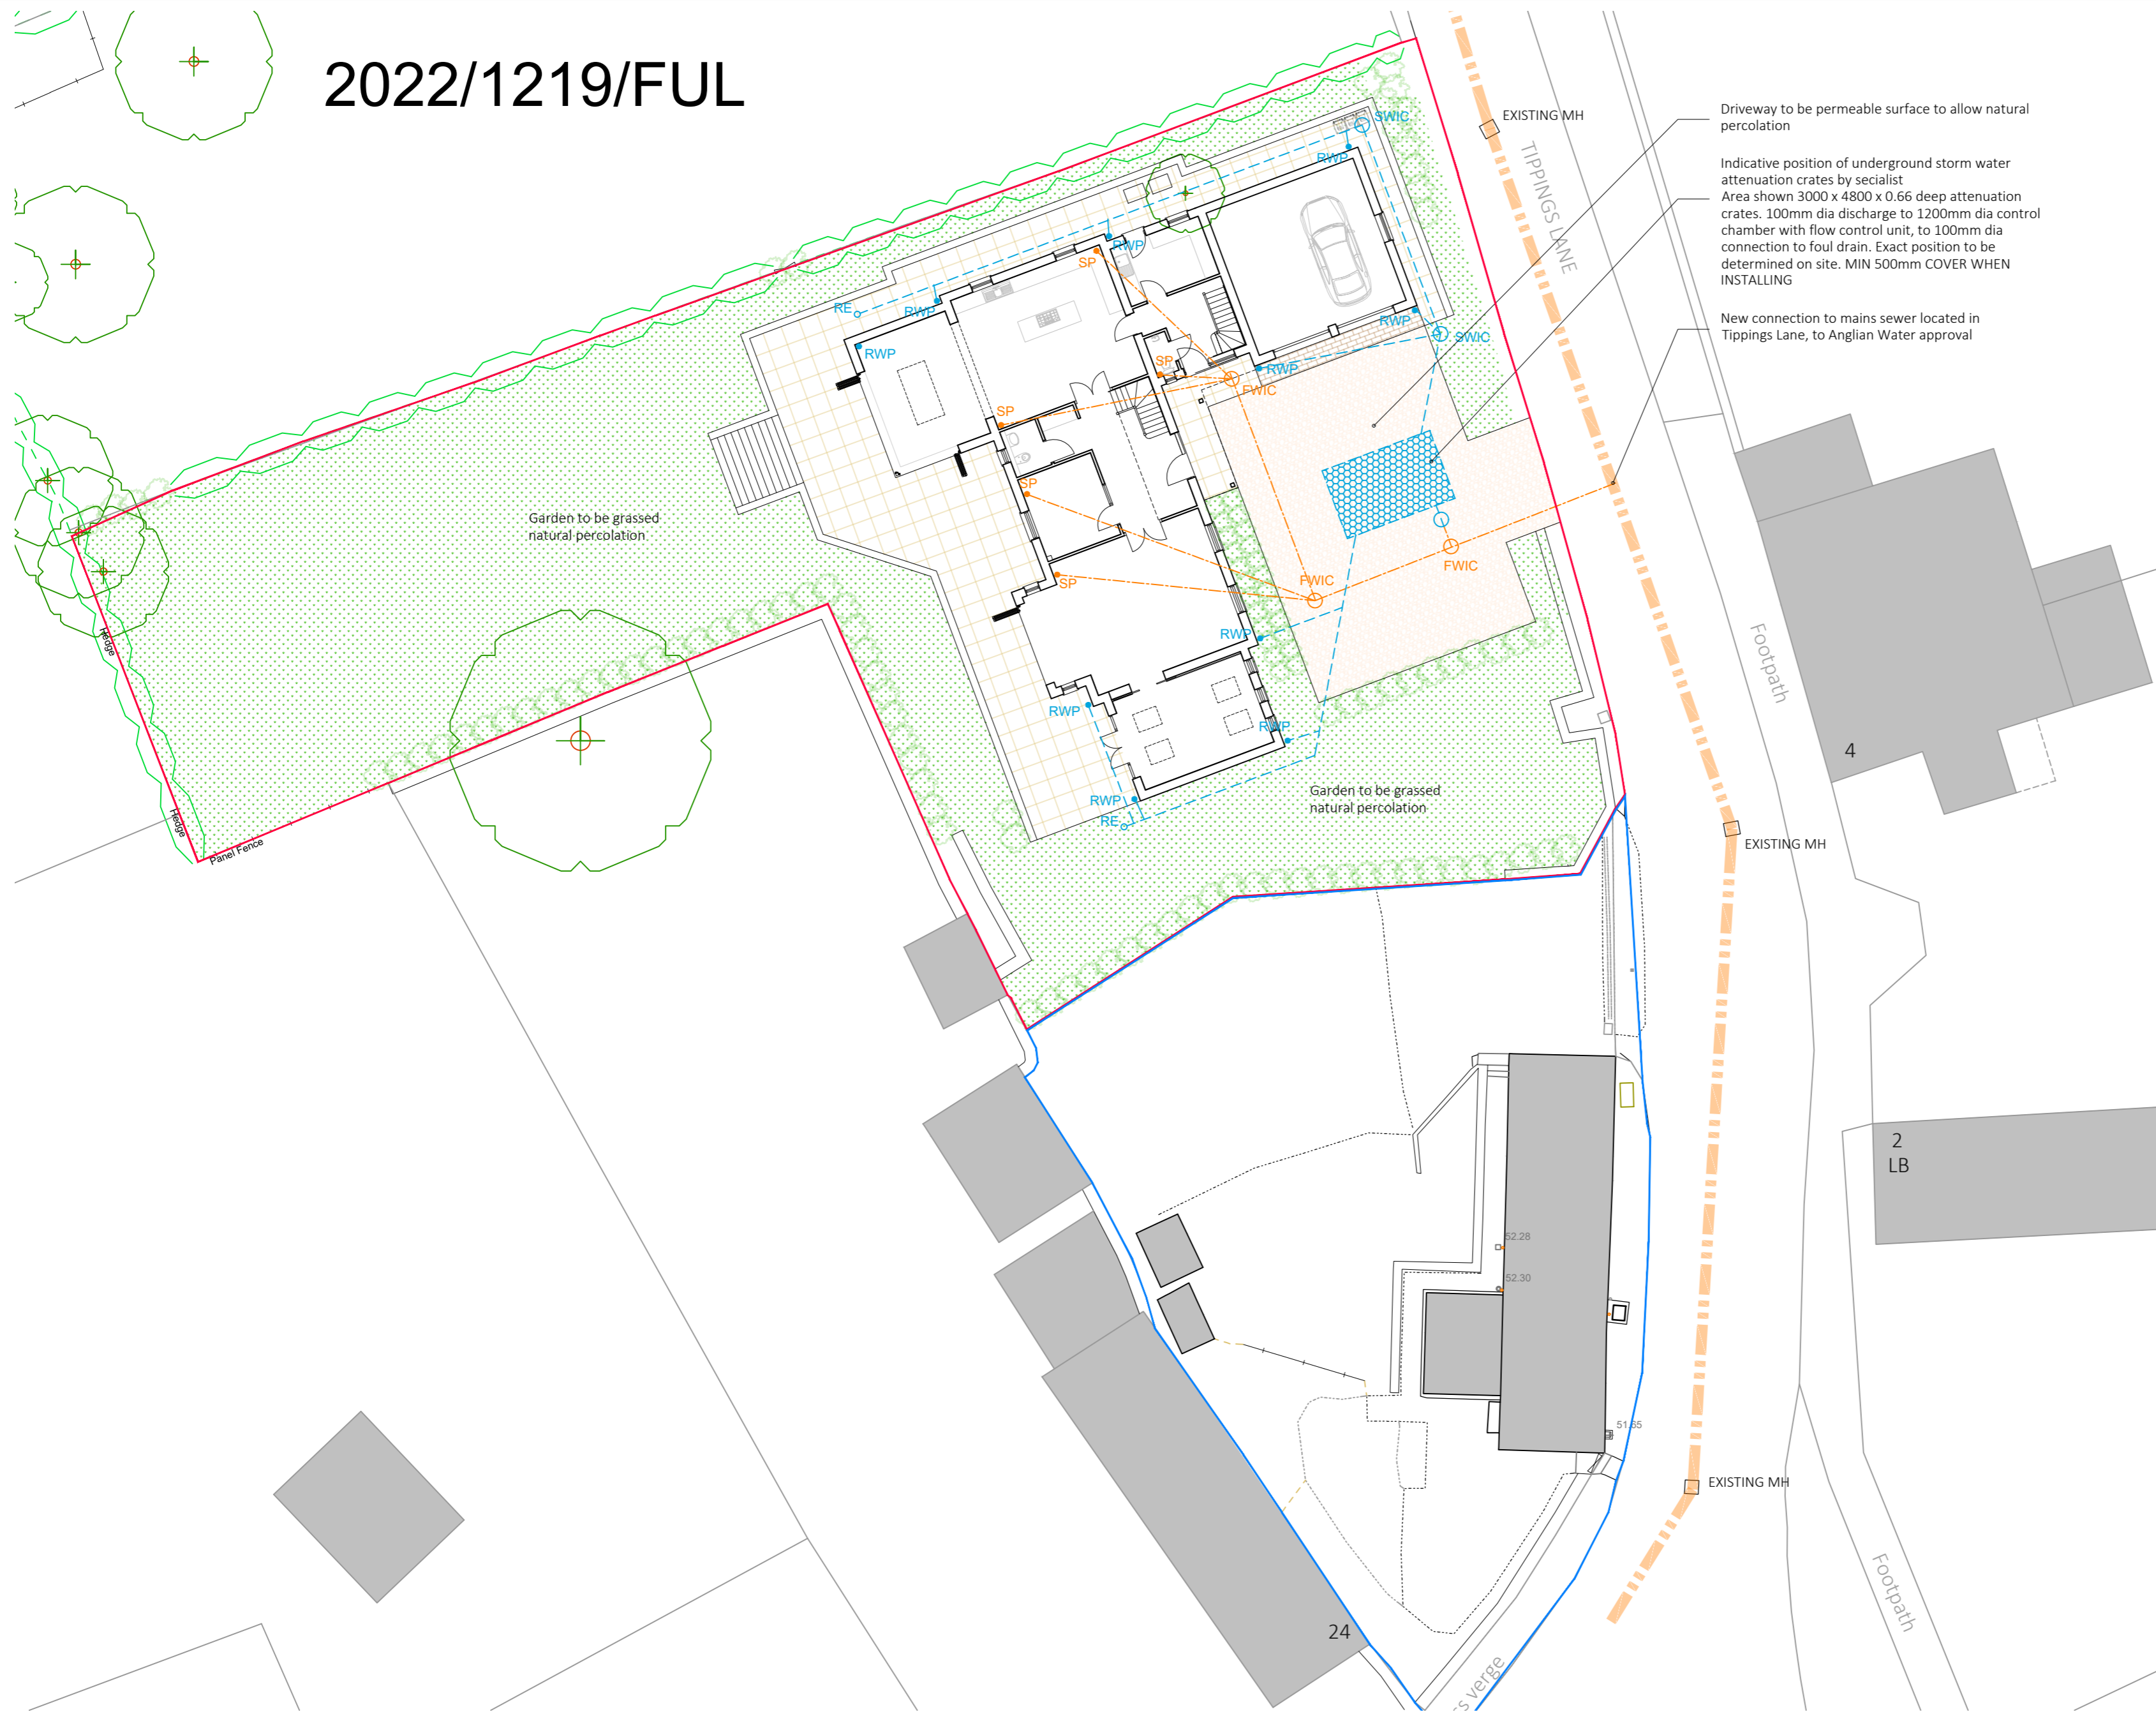 2022/1219/FUL
EXISTING MH
TIPPINGS LANE
Driveway to be permeable surface to allow natural
percolation
Indicative position of underground storm water
attenuation crates by secialist
Area shown 3000 x 4800 x 0.66 deep attenuation
crates. 100mm dia discharge to 1200mm dia control
chamber with flow control unit, to 100mm dia
connection to foul drain. Exact position to be
determined on site. MIN 500mm COVER WHEN
INSTALLING
New connection to mains sewer located in
Tippings Lane, to Anglian Water approval
SWIC
RWP
RWP
SP
RE
RWP
RWP
RWP
SWIC
SP
RWP
FWIC
SP
SP
Garden to be grassed
natural percolation
FWIC
SP
FWIC
RWP
Hedge
Footpath
RWP
RWP
4
Hedge
Panel Fence
RWP
RE
Garden to be grassed
natural percolation
EXISTING MH
2
LB
52.28
52.30
51.65
EXISTING MH
Footpath
24
verge